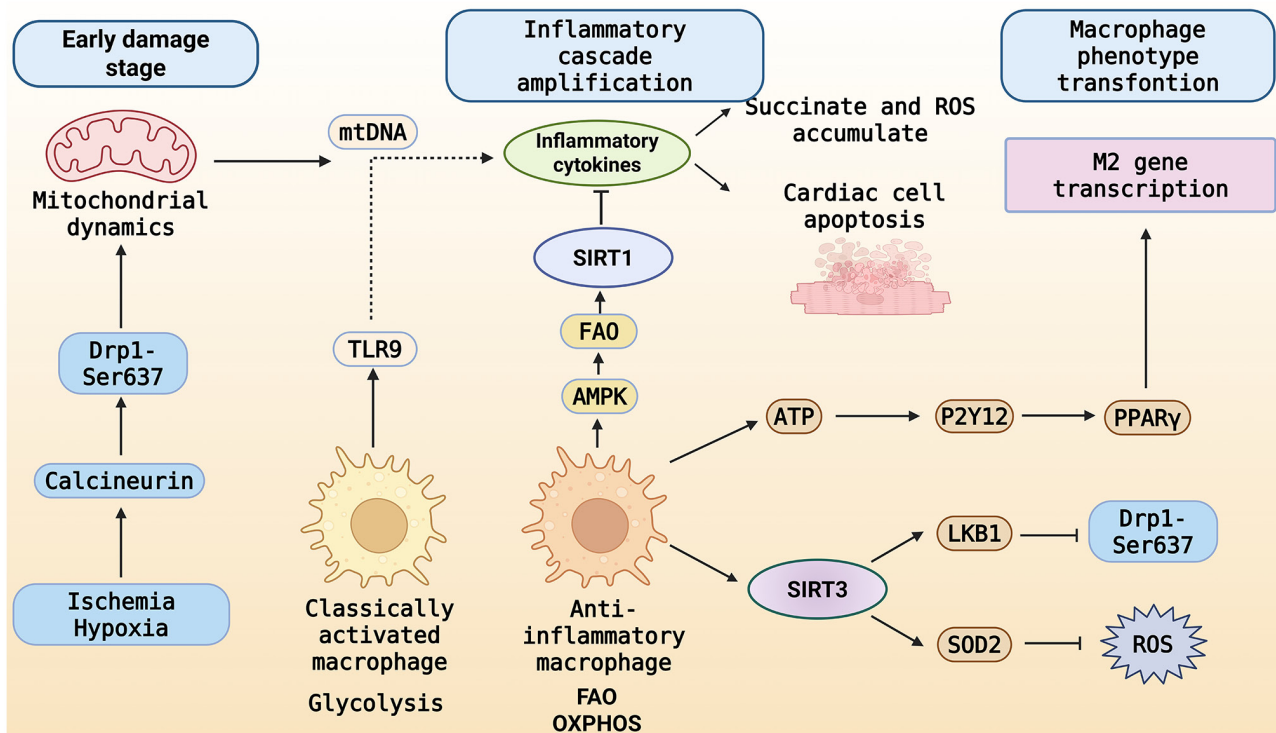 Early damage
stage
Inflammatory
cascade
amplification
Macrophage
phenotype
transfontion
mtDNA
Inflammatory
cytokines
Succinate and ROS
accumulate
M2 gene
transcription
Mitochondrial
dynamics
Cardiac cell
apoptosis
SIRT1
Drp1-
Ser637
TLR9
FAO
AMPK
ATP
P2Y12
PPARγ
Calcineurin
LKB1
Drp1-
Ser637
Ischemia
Hypoxia
SIRT3
Classically
activated
macrophage
Anti-
inflammatory
macrophage
SOD2
ROS
Glycolysis
FAO
OXPHOS